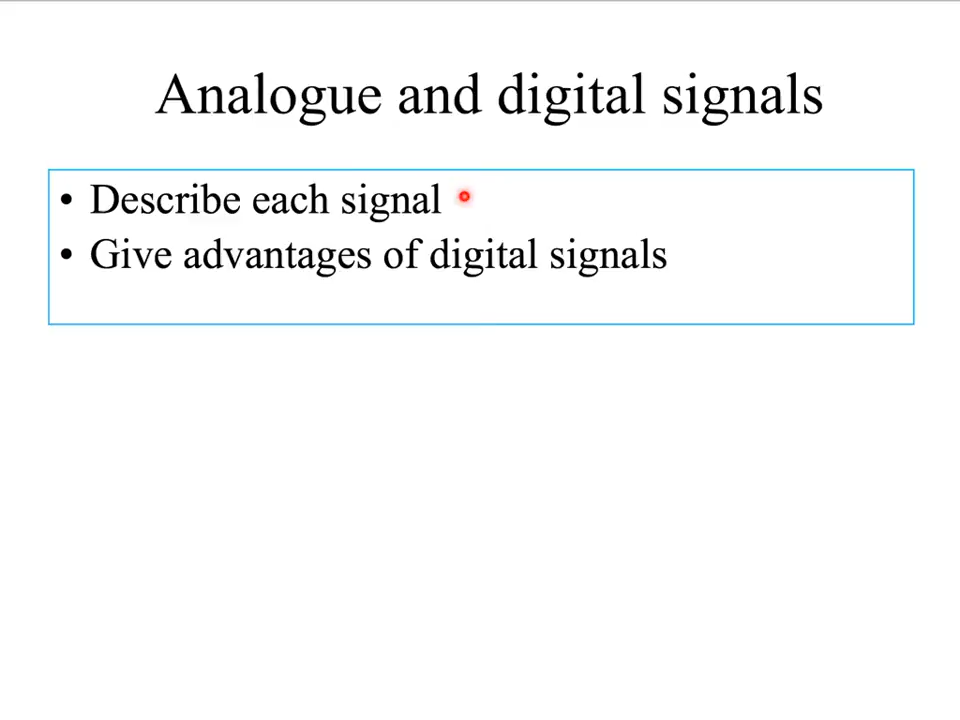 Analogue and digital signals
• Describe each signal
• Give advantages of digital signals